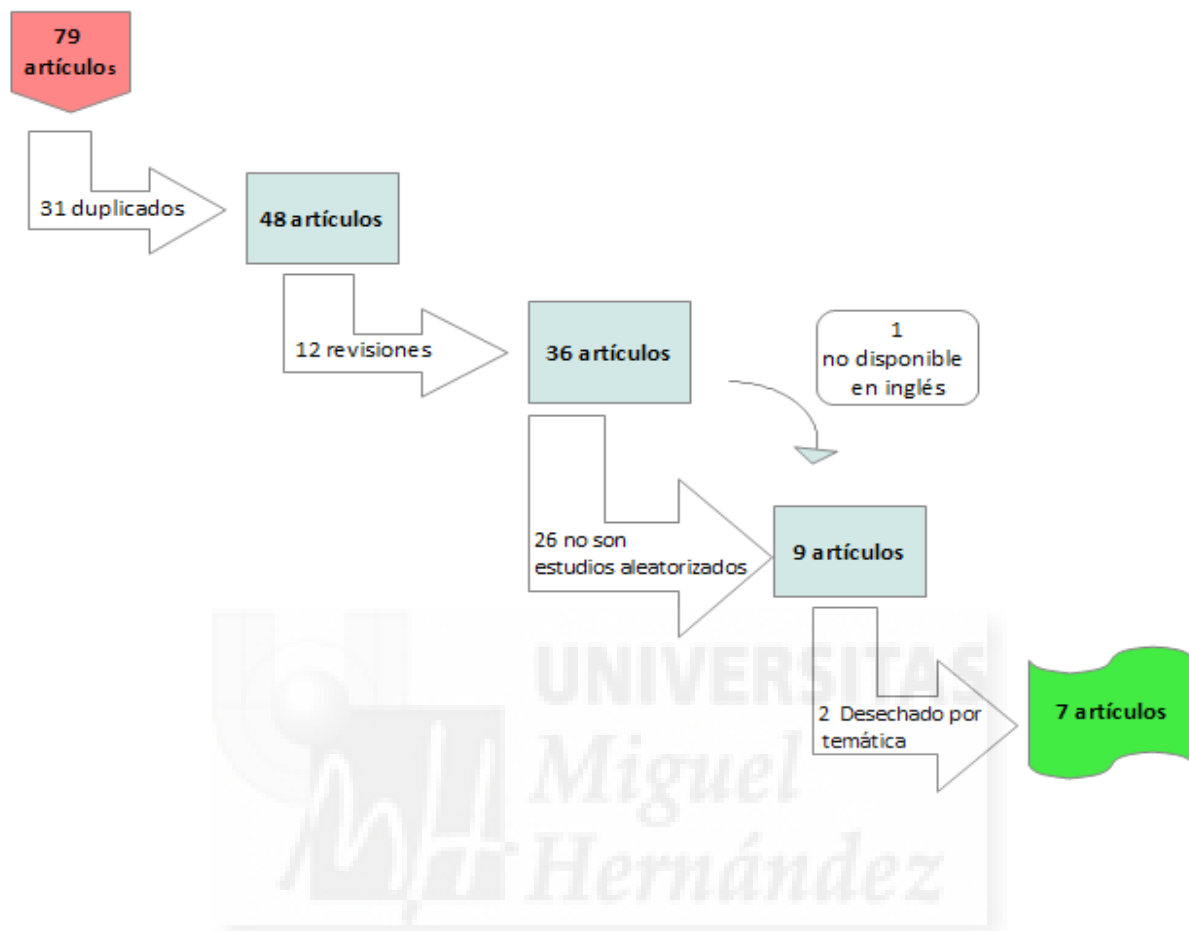 79
artículos
31 duplicados
48 artículos
12 revisiones
36 artículos
1
no disponible
en inglés
26 no son
estudios aleatorizados
9 artículos
2 Desechado por
temática
7 artículos
UNIVERSITAS
Miguel
Hernández